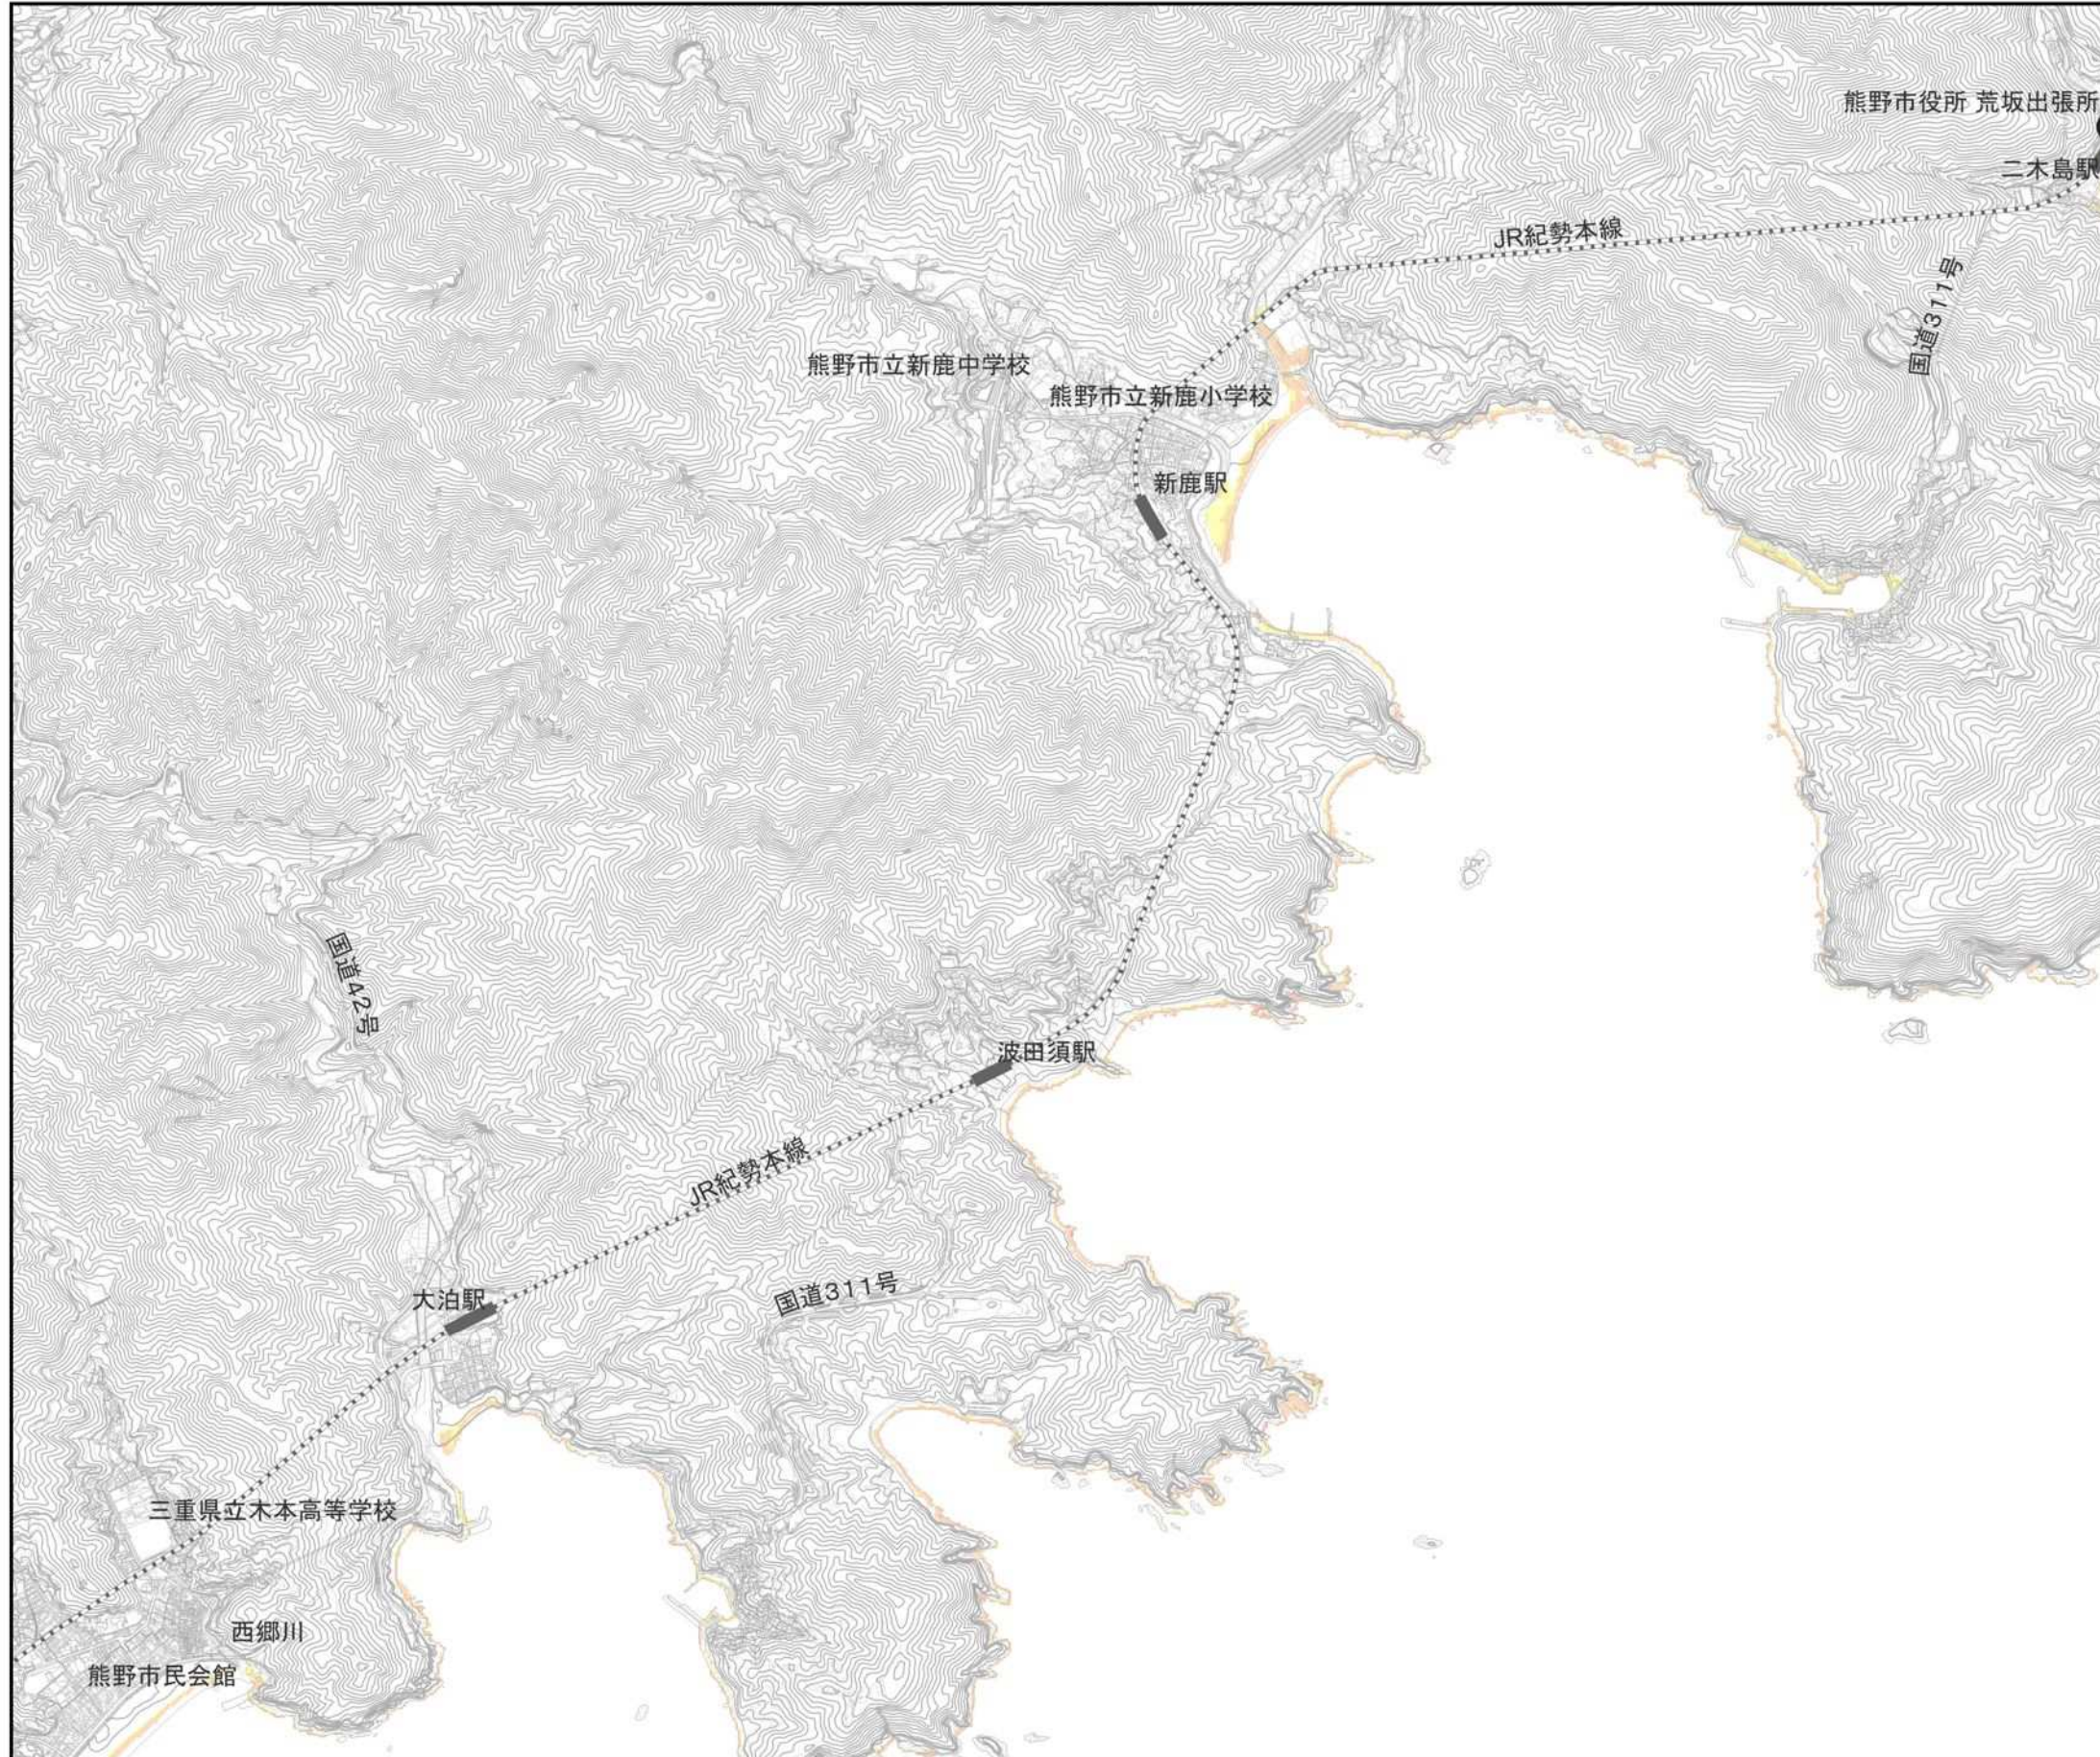 熊野市役所 荒坂出張所
二木島駅
JR紀勢本線
国道311号
熊野市立新鹿中学校
熊野市立新鹿小学校
新鹿駅
国道42号
波田須駅
JR紀勢本線
国道311号
大泊駅
三重県立木本高等学校
西郷川
熊野市民会館